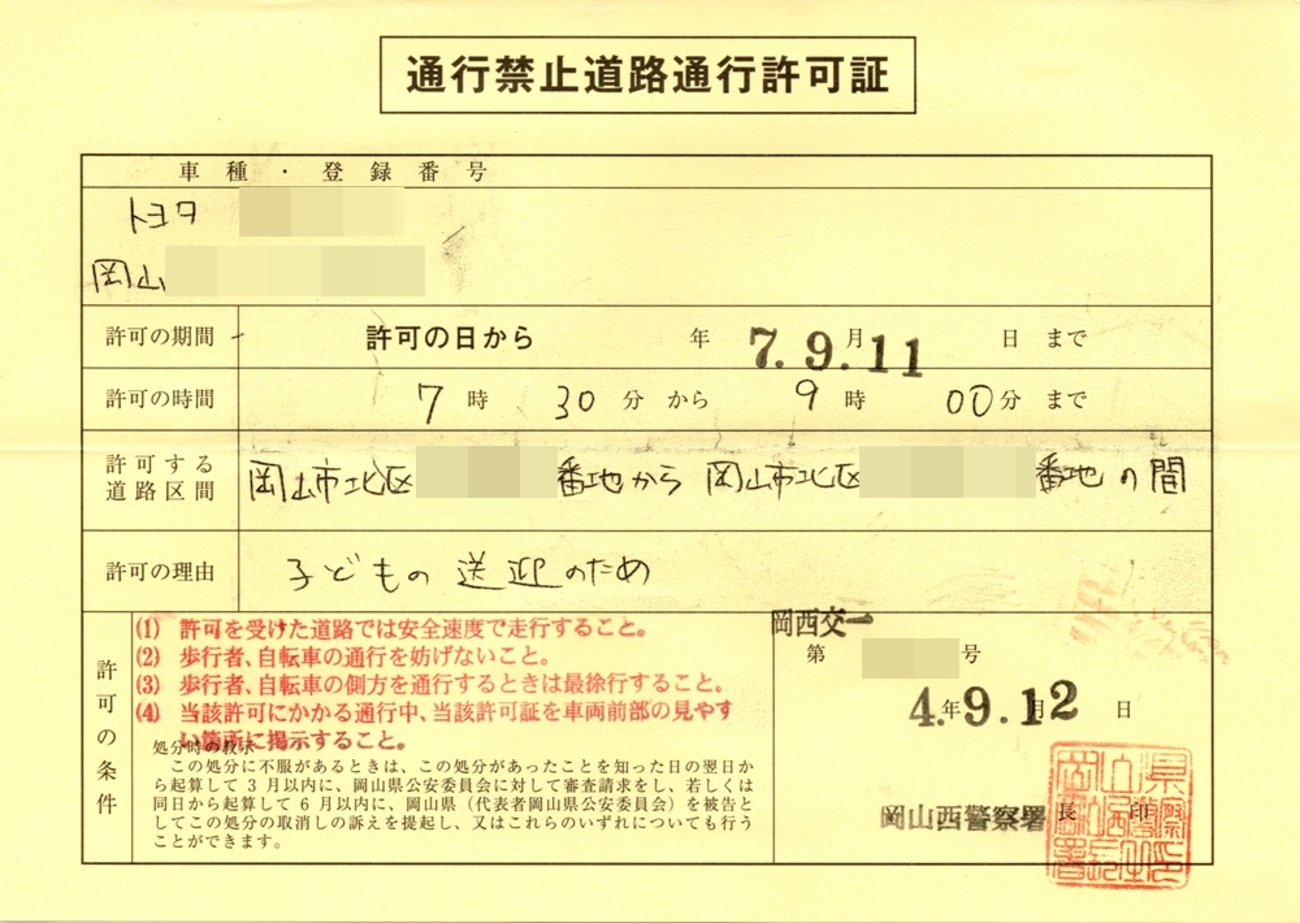 通行禁止道路通行許可証
車種・登録番号
トヨタ
岡山
許可の期間 許可の日から 年 7.9.月11 日 まで
許可の時間 7 時 30 分 から 9 時 00 分 まで
許可する
道路区間
岡山市北区 番地から 岡山市北区 番地の間
許可の理由 子どもの送迎のため
許可の条件
(1) 許可を受けた道路では安全速度で走行すること。
(2) 歩行者、自転車の通行を妨げないこと。
(3) 歩行者、自転車の側方を通行するときは最徐行すること。
(4) 当該許可にかかる通行中、当該許可証を車両前部の見やす
い箇所に掲示すること。
処分時の教示
この処分に不服があるときは、この処分があったことを知った日の翌日か
ら起算して3月以内に、岡山県公安委員会に対して審査請求をし、若しくは
同日から起算して6月以内に、岡山県（代表者岡山県公安委員会）を被告と
してこの処分の取消しの訴えを提起し、又はこれらのいずれについても行う
ことができます。
岡西交一
第 号
4.年9.1月2 日
岡山西警察署 長 印